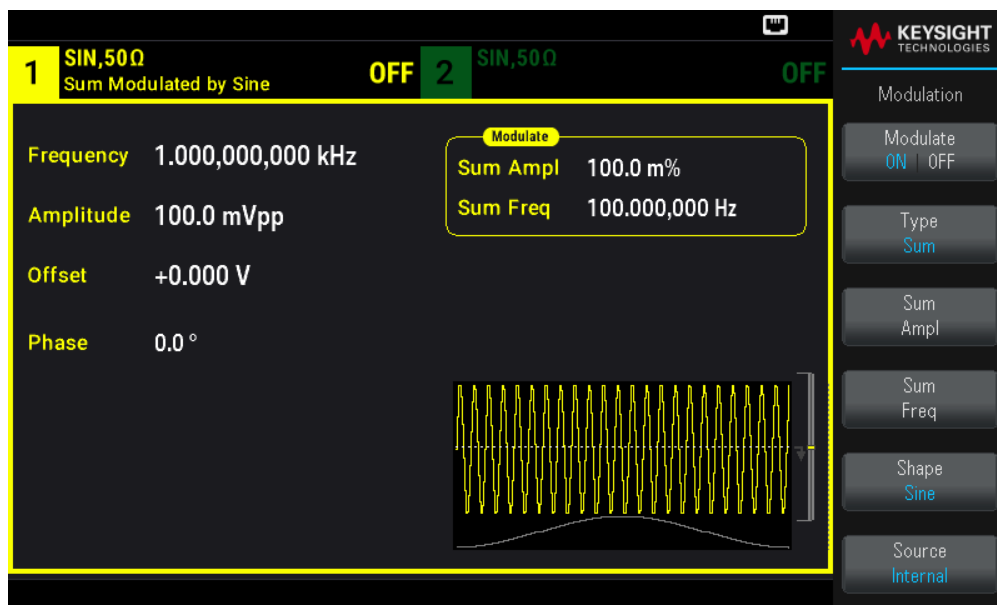 KEYSIGHT
TECHNOLOGIES
1 SIN,50Ω
Sum Modulated by Sine
OFF
2 SIN,50Ω
OFF
Frequency 1.000,000,000 kHz
Amplitude 100.0 mVpp
Offset +0.000 V
Phase 0.0 °
Modulate
Sum Ampl 100.0 m%
Sum Freq 100.000,000 Hz
Modulation
Modulate
ON | OFF
Type
Sum
Sum
Ampl
Sum
Freq
Shape
Sine
Source
Internal